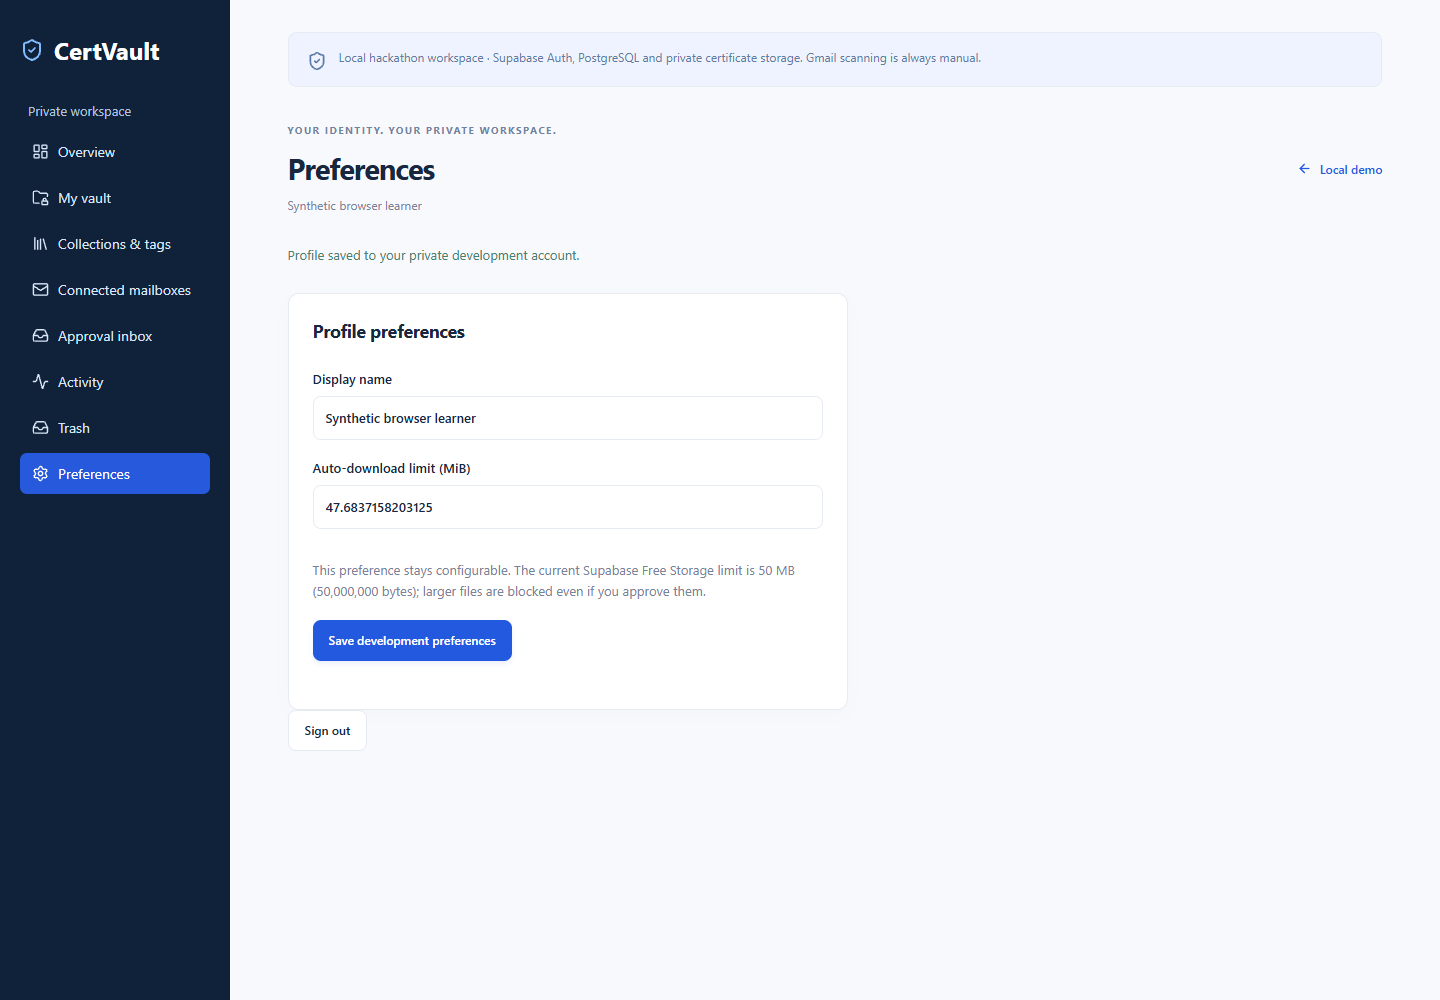 CertVault
Private workspace
Overview
My vault
Collections & tags
Connected mailboxes
Approval inbox
Activity
Trash
Preferences
Local hackathon workspace · Supabase Auth, PostgreSQL and private certificate storage. Gmail scanning is always manual.
YOUR IDENTITY. YOUR PRIVATE WORKSPACE.
Preferences
Local demo
Synthetic browser learner
Profile saved to your private development account.
Profile preferences
Display name
Synthetic browser learner
Auto-download limit (MiB)
47.6837158203125
This preference stays configurable. The current Supabase Free Storage limit is 50 MB
(50,000,000 bytes); larger files are blocked even if you approve them.
Save development preferences
Sign out